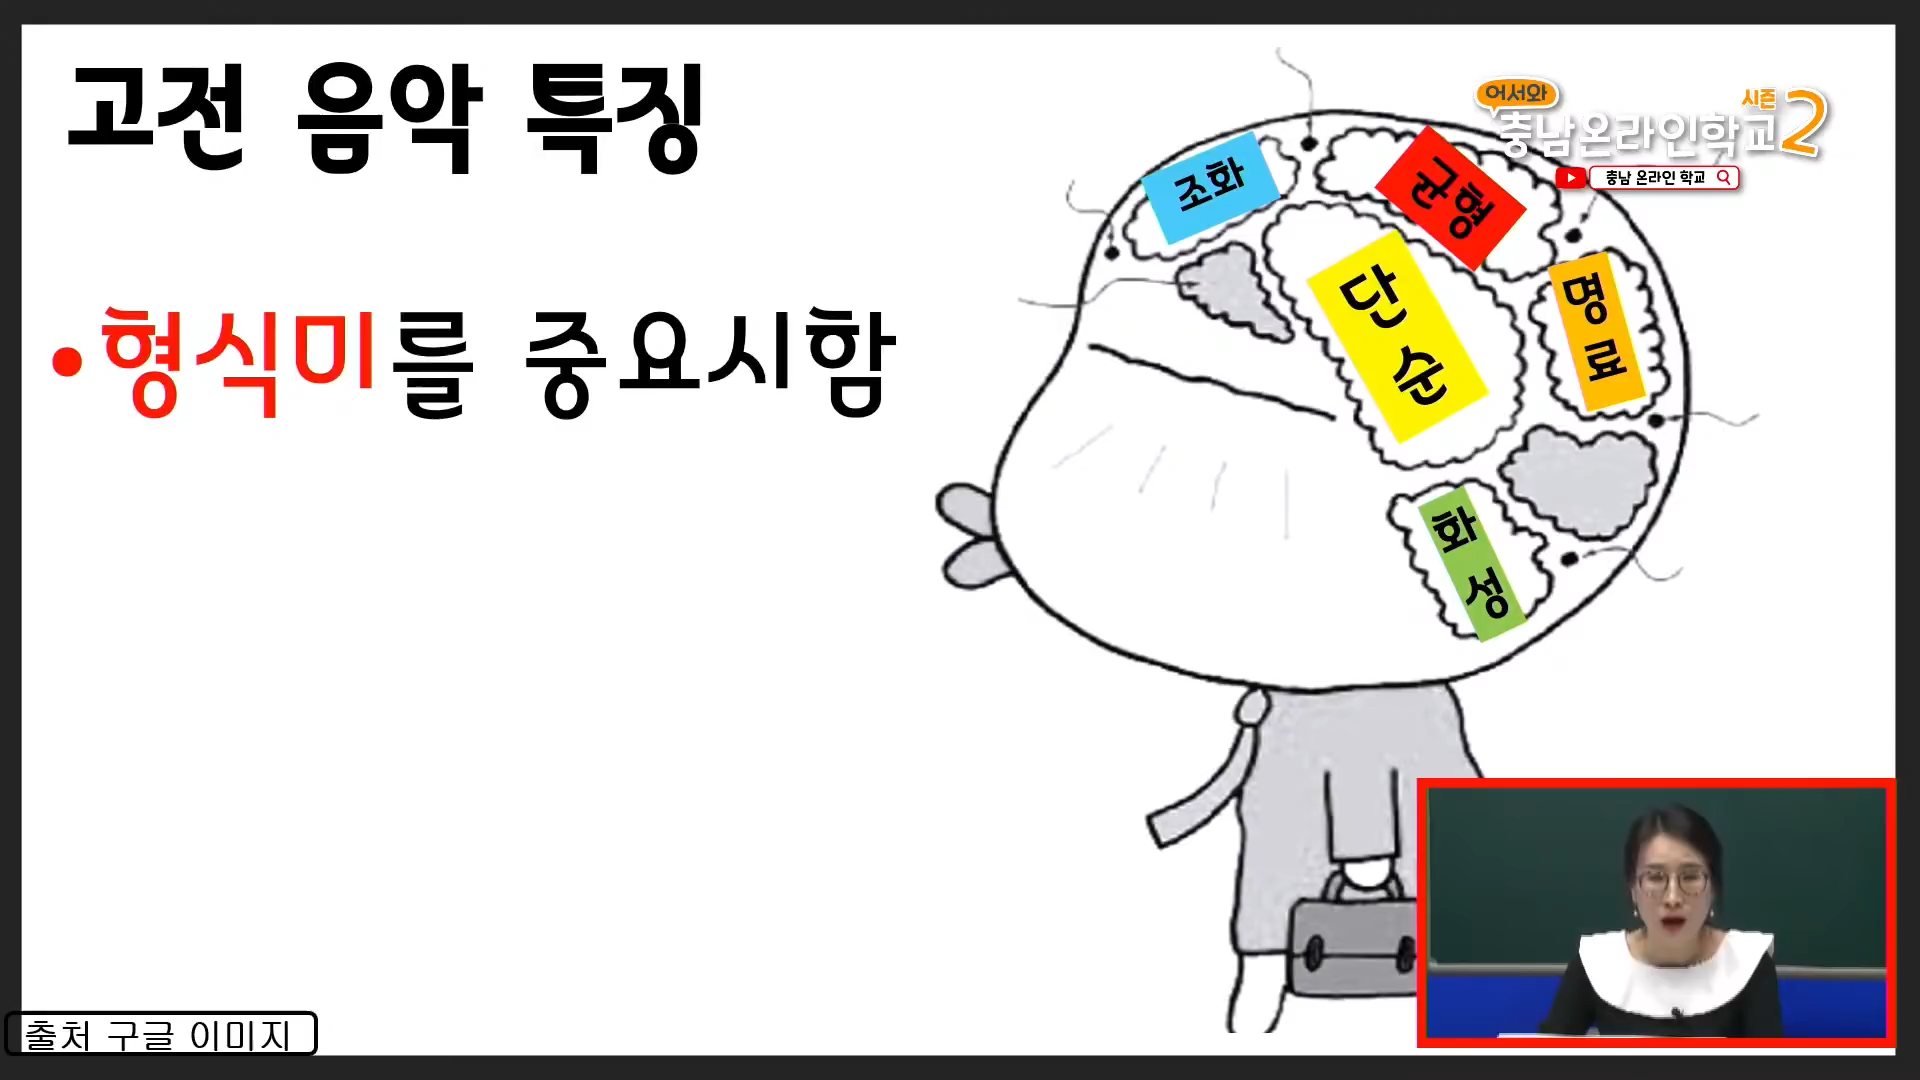 고전 음악 특징
어서와
시즌
충남온라인학교2
충남 온라인 학교
조화
균형
단순
명료
•형식미를 중요시함
화성
출처 구글 이미지